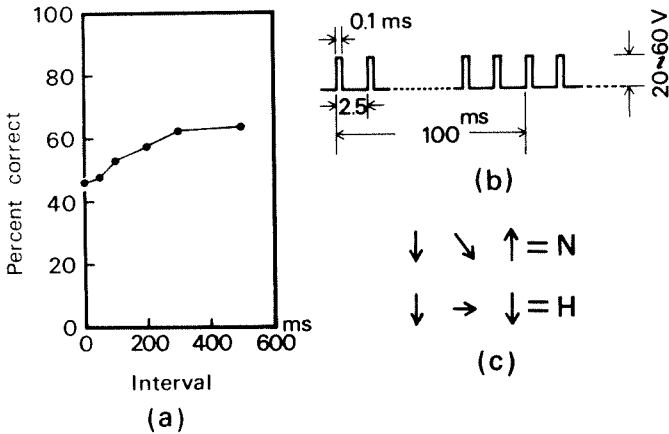 100
80
60
40
20
0
Percent correct
0 200 400 600 ms
Interval
(a)
0.1 ms
2.5
100 ms
20~60 V
(b)
↓ ↘ ↑ = N
↓ → ↓ = H
(c)